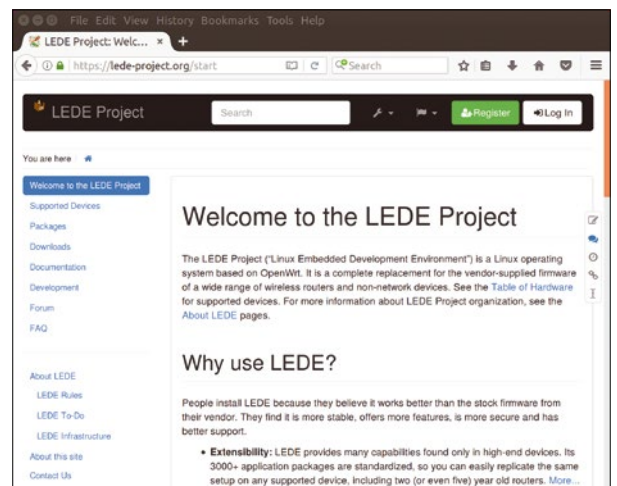 File Edit View History Bookmarks Tools Help
LEDE Project: Welc... × +
https://lede-project.org/start
Search
LEDE Project
Search
Register
Log In
You are here
Welcome to the LEDE Project
Supported Devices
Packages
Downloads
Documentation
Development
Forum
FAQ
About LEDE
LEDE Rules
LEDE To-Do
LEDE Infrastructure
About this site
Contact Us
Welcome to the LEDE Project
The LEDE Project ("Linux Embedded Development Environment") is a Linux operating
system based on OpenWrt. It is a complete replacement for the vendor-supplied firmware
of a wide range of wireless routers and non-network devices. See the Table of Hardware
for supported devices. For more information about LEDE Project organization, see the
About LEDE pages.
Why use LEDE?
People install LEDE because they believe it works better than the stock firmware from
their vendor. They find it is more stable, offers more features, is more secure and has
better support.
• Extensibility: LEDE provides many capabilities found only in high-end devices. Its
3000+ application packages are standardized, so you can easily replicate the same
setup on any supported device, including two (or even five) year old routers. More...